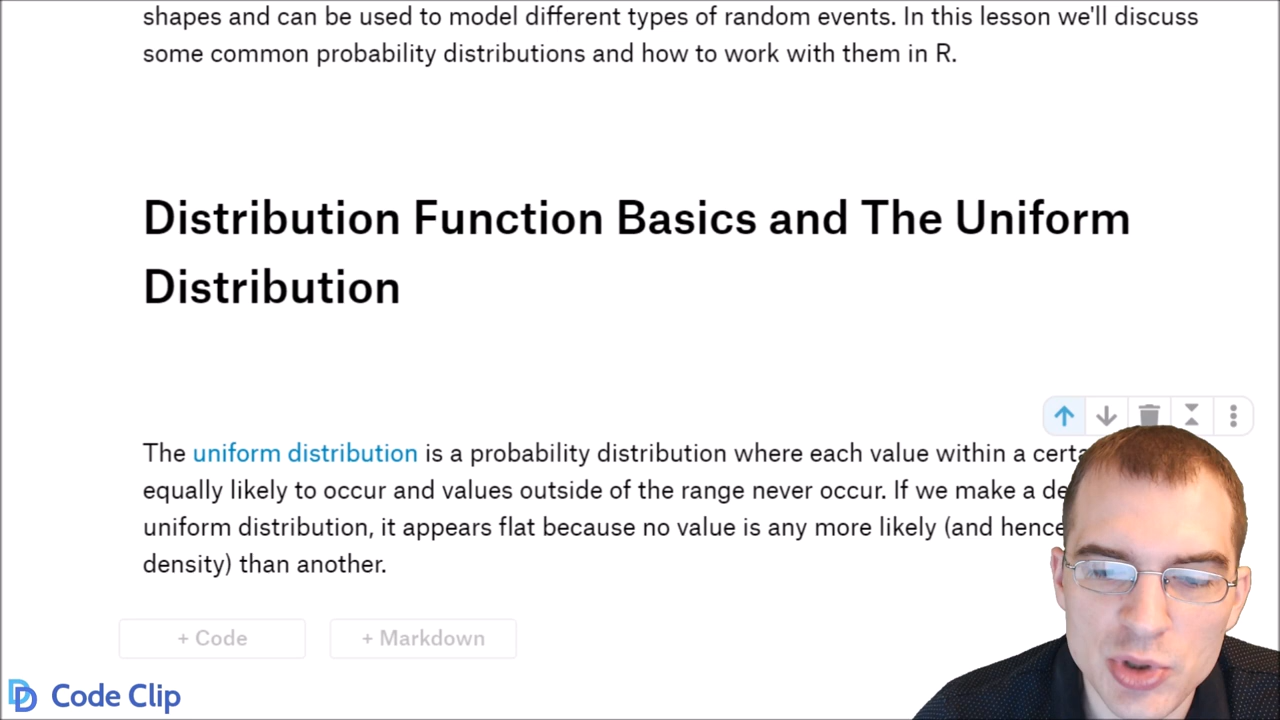 shapes and can be used to model different types of random events. In this lesson we'll discuss
some common probability distributions and how to work with them in R.
Distribution Function Basics and The Uniform
Distribution
The uniform distribution is a probability distribution where each value within a
equally likely to occur and values outside of the range never occur. If we make a
uniform distribution, it appears flat because no value is any more likely (and hence
density) than another.
+ Code
+ Markdown
Code Clip